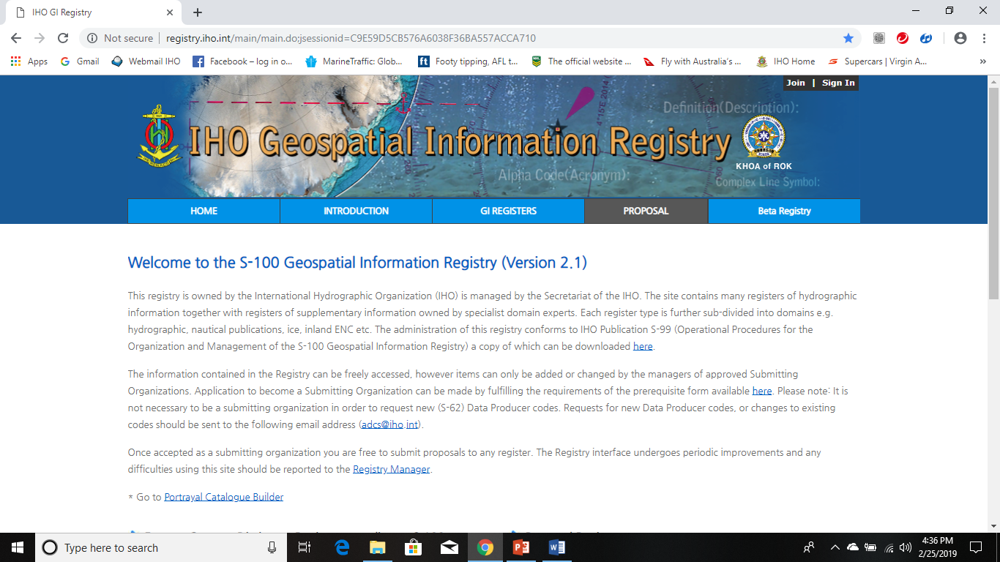 IHO GI Registry
Not secure | registry.iho.int/main/main.do;jsessionid=C9E59D5CB576A6038F36BA557ACCA710
Apps Gmail Webmail IHO Facebook – log in o... MarineTraffic: Glob... Footy tipping, AFL t... The official website ... Fly with Australia's ... IHO Home Supercars | Virgin A... »
Join | Sign In
Definition(Description):
4°15'E 2014
IHO Geospatial Information Registry
KHOA of ROK
Alpha Code(Acronym):
Complex Line Symbol:
HOME INTRODUCTION GI REGISTERS PROPOSAL Beta Registry
Welcome to the S-100 Geospatial Information Registry (Version 2.1)
This registry is owned by the International Hydrographic Organization (IHO) is managed by the Secretariat of the IHO. The site contains many registers of hydrographic
information together with registers of supplementary information owned by specialist domain experts. Each register type is further sub-divided into domains e.g.
hydrographic, nautical publications, ice, inland ENC etc. The administration of this registry conforms to IHO Publication S-99 (Operational Procedures for the
Organization and Management of the S-100 Geospatial Information Registry) a copy of which can be downloaded here.
The information contained in the Registry can be freely accessed, however items can only be added or changed by the managers of approved Submitting
Organizations. Application to become a Submitting Organization can be made by fulfilling the requirements of the prerequisite form available here. Please note: It is
not necessary to be a submitting organization in order to request new (S-62) Data Producer codes. Requests for new Data Producer codes, or changes to existing
codes should be sent to the following email address (adcs@iho.int).
Once accepted as a submitting organization you are free to submit proposals to any register. The Registry interface undergoes periodic improvements and any
difficulties using this site should be reported to the Registry Manager.
* Go to Portrayal Catalogue Builder
Type here to search
4:36 PM
2/25/2019